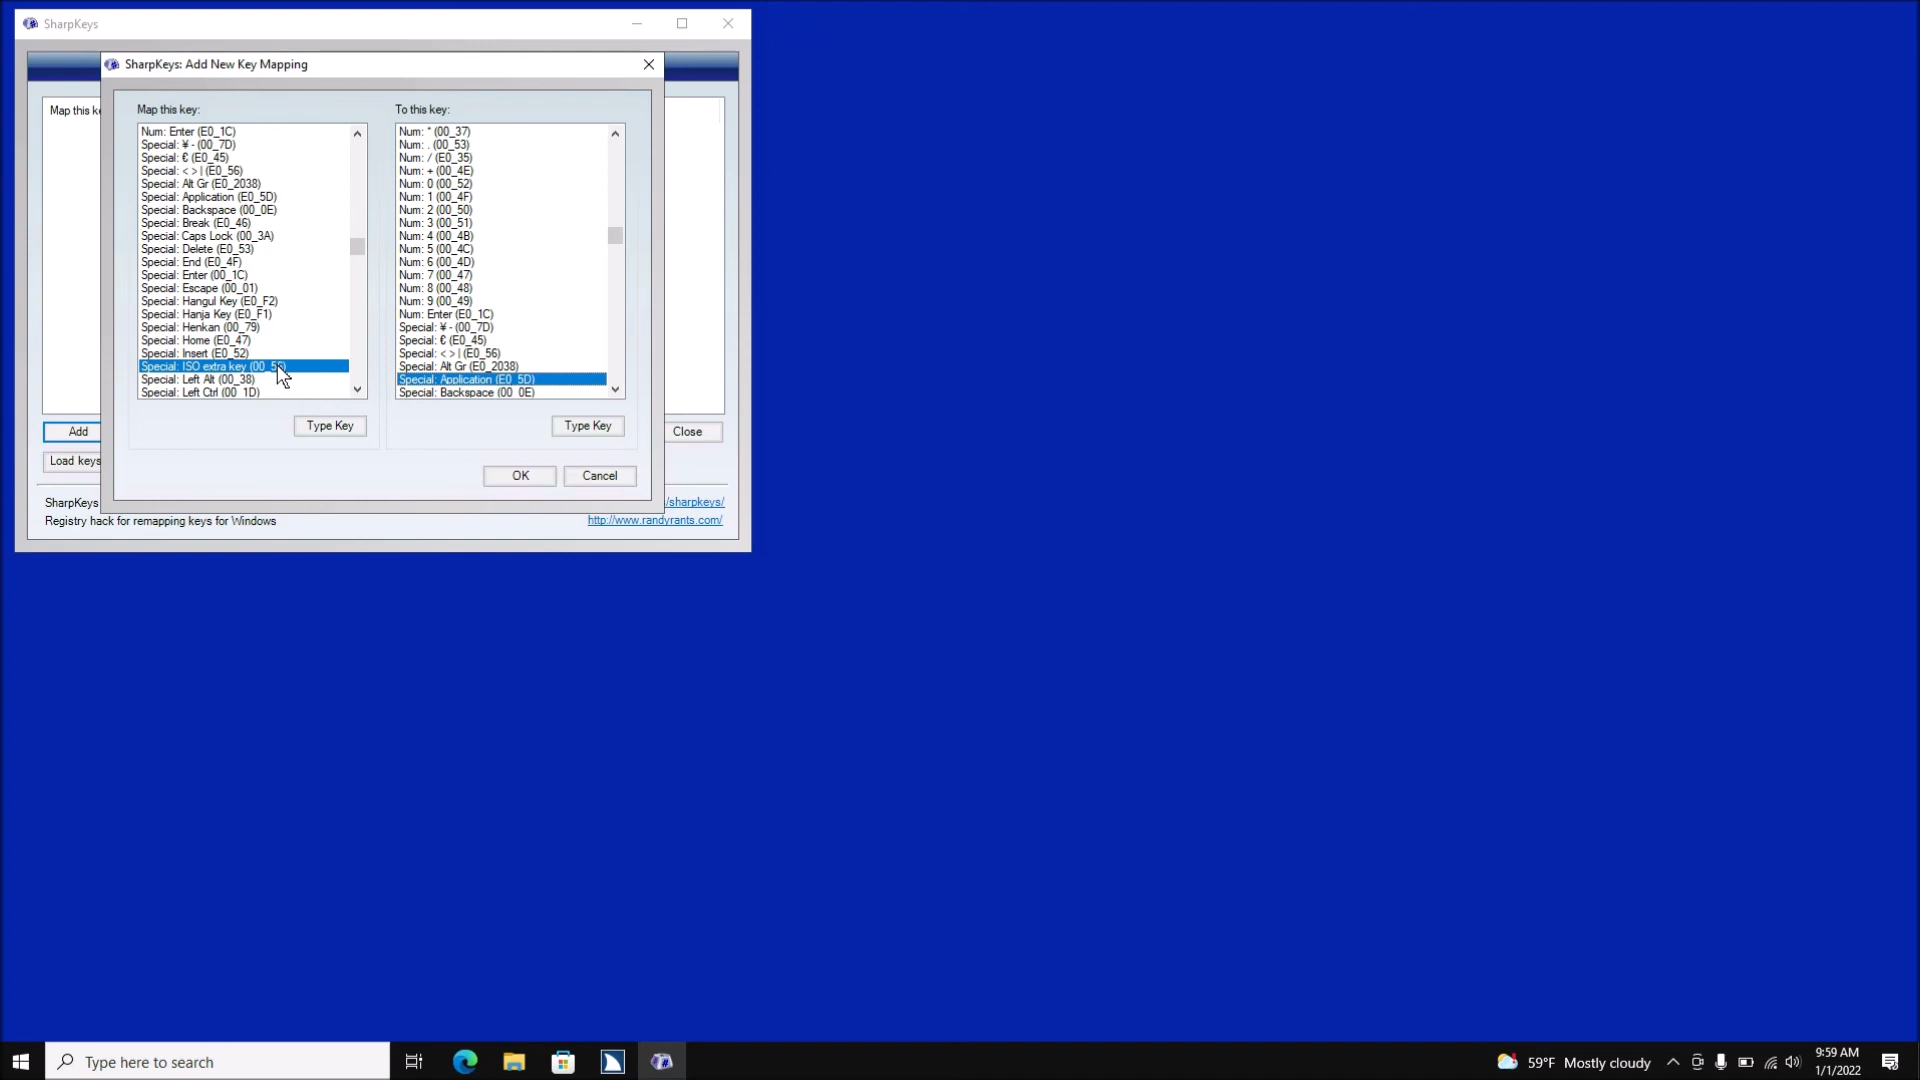 SharpKeys
SharpKeys: Add New Key Mapping
Map this key:
To this key:
Map this ke
Num: Enter (E0_1C)
Special: ¥ - (00_7D)
Special: € (E0_45)
Special: < > | (E0_56)
Special: Alt Gr (E0_2038)
Special: Application (E0_5D)
Special: Backspace (00_0E)
Special: Break (E0_46)
Special: Caps Lock (00_3A)
Special: Delete (E0_53)
Special: End (E0_4F)
Special: Enter (00_1C)
Special: Escape (00_01)
Special: Hangul Key (E0_F2)
Special: Hanja Key (E0_F1)
Special: Henkan (00_79)
Special: Home (E0_47)
Special: Insert (E0_52)
Special: ISO extra key
Special: Left Alt (00_38)
Special: Left Ctrl (00_1D)
Num: * (00_37)
Num: . (00_53)
Num: / (E0_35)
Num: + (00_4E)
Num: 0 (00_52)
Num: 1 (00_4F)
Num: 2 (00_50)
Num: 3 (00_51)
Num: 4 (00_4B)
Num: 5 (00_4C)
Num: 6 (00_4D)
Num: 7 (00_47)
Num: 8 (00_48)
Num: 9 (00_49)
Num: Enter (E0_1C)
Special: ¥ - (00_7D)
Special: € (E0_45)
Special: < > | (E0_56)
Special: Alt Gr (E0_2038)
Special: Application (E0_5D)
Special: Backspace (00_0E)
Type Key
Type Key
Add
Close
Load keys
OK
Cancel
SharpKeys
/sharpkeys/
Registry hack for remapping keys for Windows
http://www.randyrants.com/
Type here to search
59°F Mostly cloudy
9:59 AM
1/1/2022